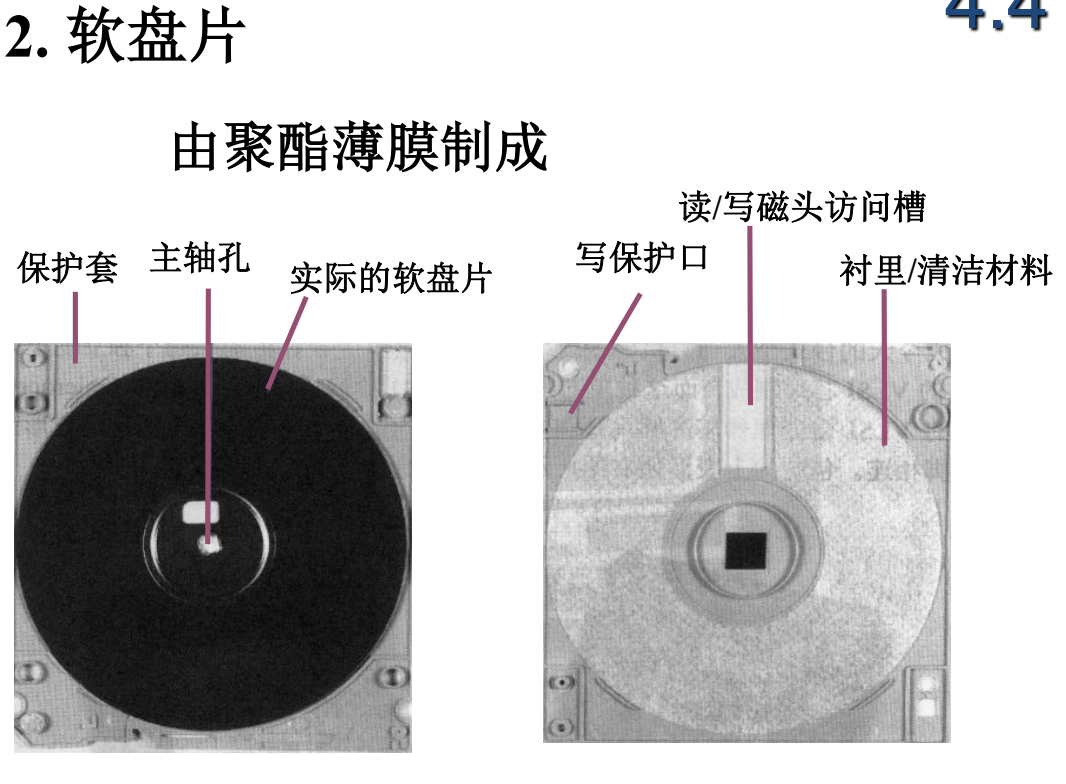 4.4
2. 软盘片
由聚酯薄膜制成
读/写磁头访问槽
保护套
主轴孔
实际的软盘片
写保护口
衬里/清洁材料